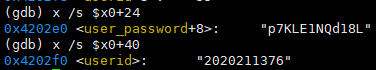 (gdb) x /s $x0+24
0x4202e0 <user_password+8>:     "p7KLE1NQd18L"
(gdb) x /s $x0+40
0x4202f0 <userid>:      "2020211376"